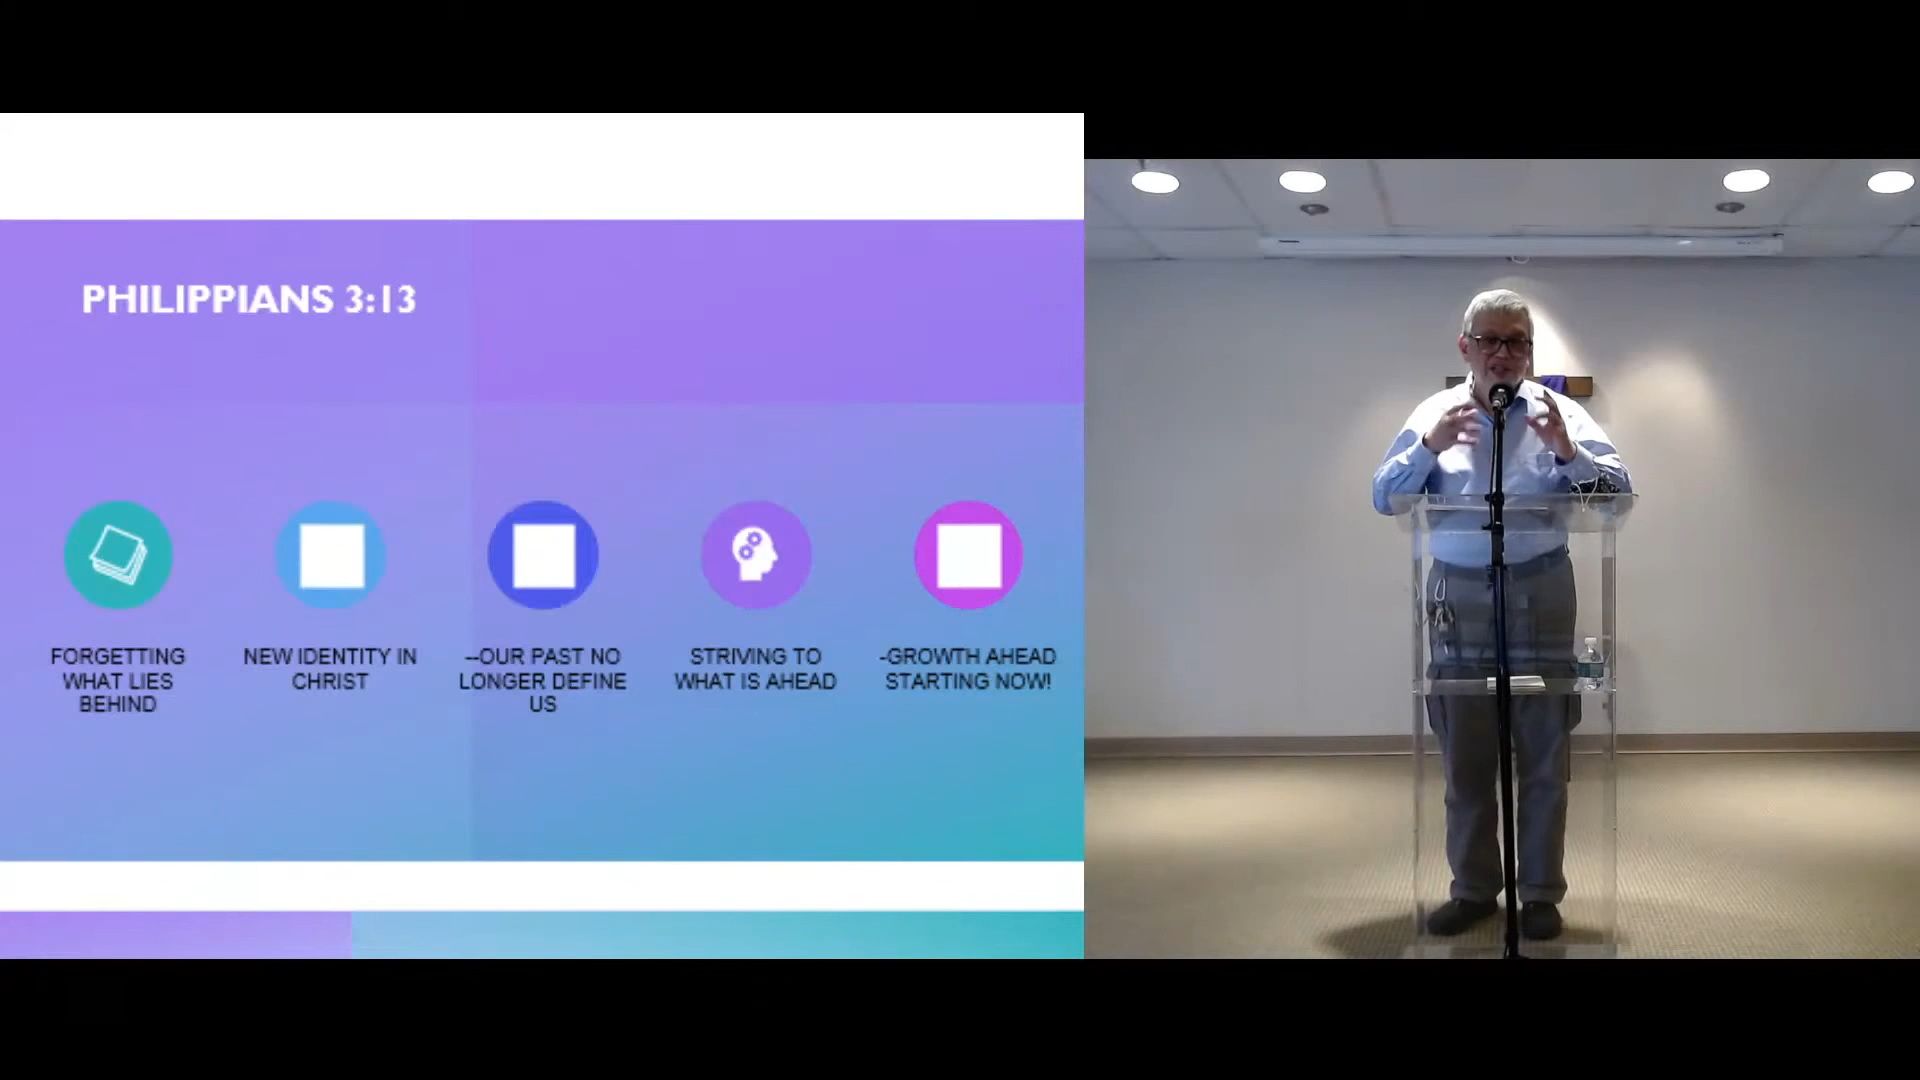 PHILIPPIANS 3:13
FORGETTING
WHAT LIES
BEHIND
NEW IDENTITY IN
CHRIST
--OUR PAST NO
LONGER DEFINE
US
STRIVING TO
WHAT IS AHEAD
-GROWTH AHEAD
STARTING NOW!